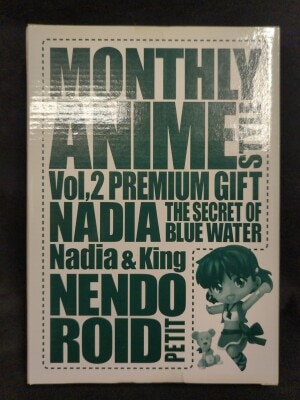 MONTHLY
ANIME
STYLE
Vol,2 PREMIUM GIFT
NADIA THE SECRET OF
BLUE WATER
Nadia & King
NENDO
ROID
PETIT